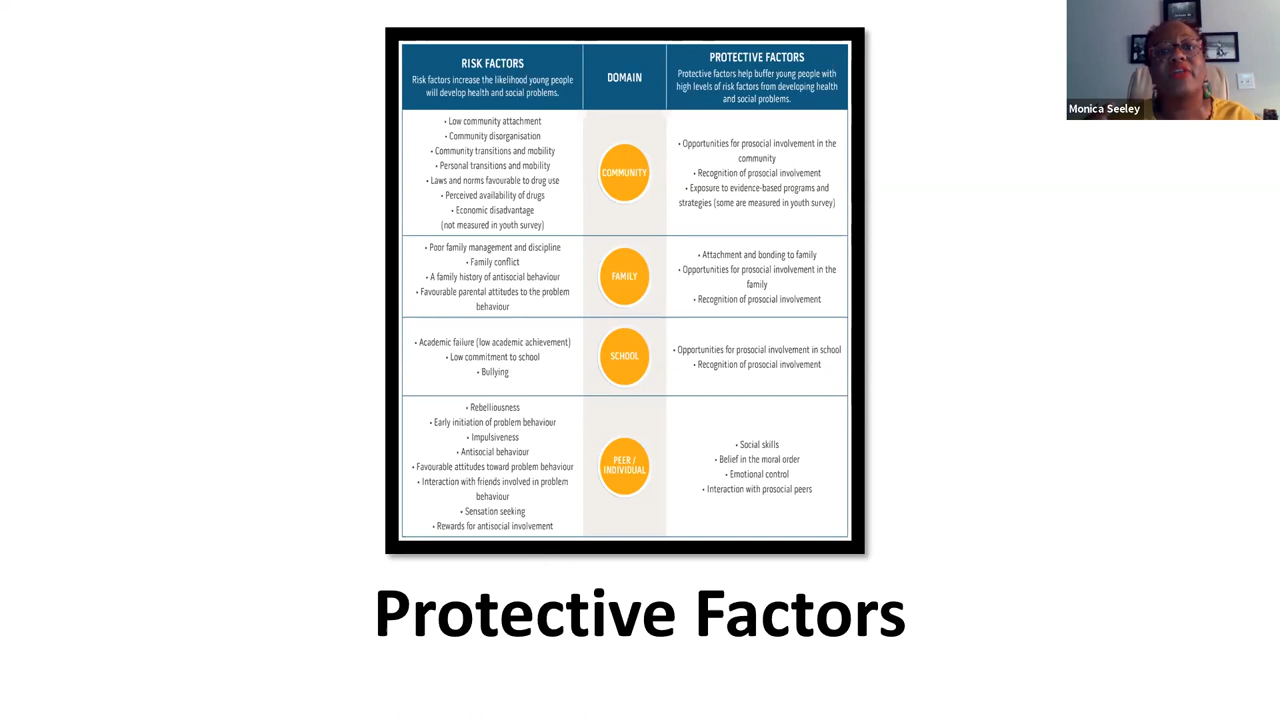 RISK FACTORS
Risk factors increase the likelihood young people
will develop health and social problems.
DOMAIN
PROTECTIVE FACTORS
Protective factors help buffer young people with
high levels of risk factors from developing health
and social problems.
• Low community attachment
• Community disorganisation
• Community transitions and mobility
• Personal transitions and mobility
• Laws and norms favourable to drug use
• Perceived availability of drugs
• Economic disadvantage
(not measured in youth survey)
COMMUNITY
• Opportunities for prosocial involvement in the
community
• Recognition of prosocial involvement
• Exposure to evidence-based programs and
strategies (some are measured in youth survey)
• Poor family management and discipline
• Family conflict
• A family history of antisocial behaviour
• Favourable parental attitudes to the problem
behaviour
FAMILY
• Attachment and bonding to family
• Opportunities for prosocial involvement in the
family
• Recognition of prosocial involvement
• Academic failure (low academic achievement)
• Low commitment to school
• Bullying
SCHOOL
• Opportunities for prosocial involvement in school
• Recognition of prosocial involvement
• Rebelliousness
• Early initiation of problem behaviour
• Impulsiveness
• Antisocial behaviour
• Favourable attitudes toward problem behaviour
• Interaction with friends involved in problem
behaviour
• Sensation seeking
• Rewards for antisocial involvement
PEER /
INDIVIDUAL
• Social skills
• Belief in the moral order
• Emotional control
• Interaction with prosocial peers
Protective Factors
Monica Seeley